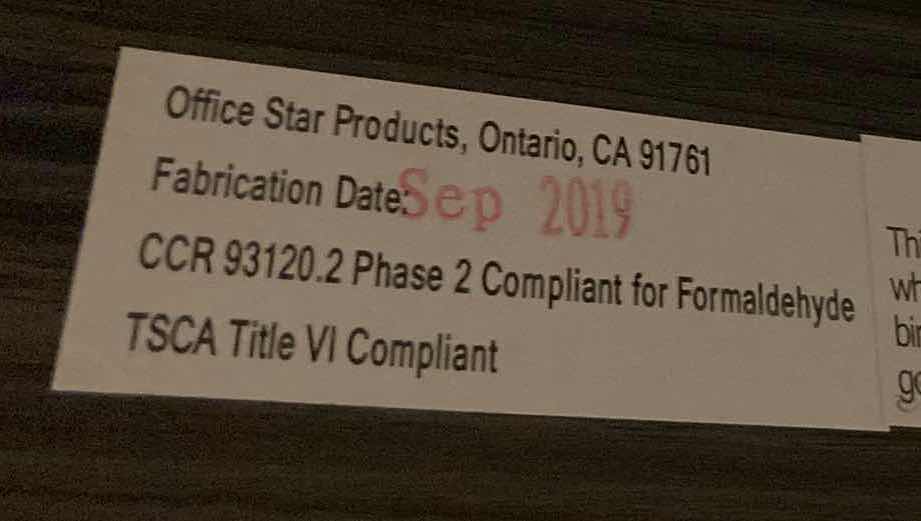 Office Star Products, Ontario, CA 91761
Fabrication Date: Sep 2019
CCR 93120.2 Phase 2 Compliant for Formaldehyde
TSCA Title VI Compliant